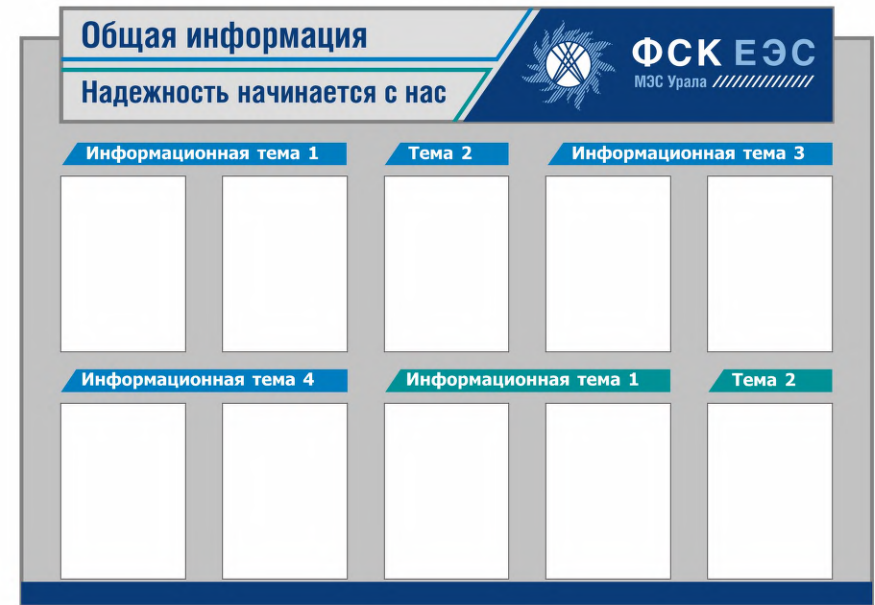 Общая информация
Надежность начинается с нас
ФСК ЕЭС
МЭС Урала
Информационная тема 1
Тема 2
Информационная тема 3
Информационная тема 4
Информационная тема 1
Тема 2